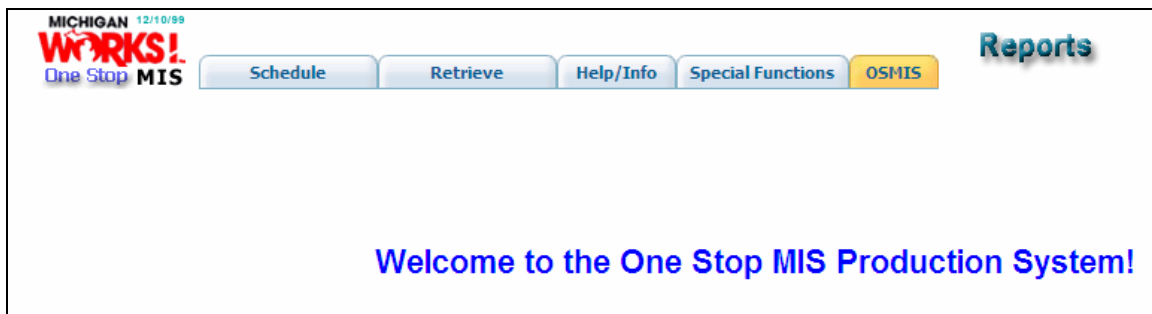 MICHIGAN 12/10/99
WORKS!
One Stop MIS
Schedule Retrieve Help/Info Special Functions OSMIS
Reports
Welcome to the One Stop MIS Production System!